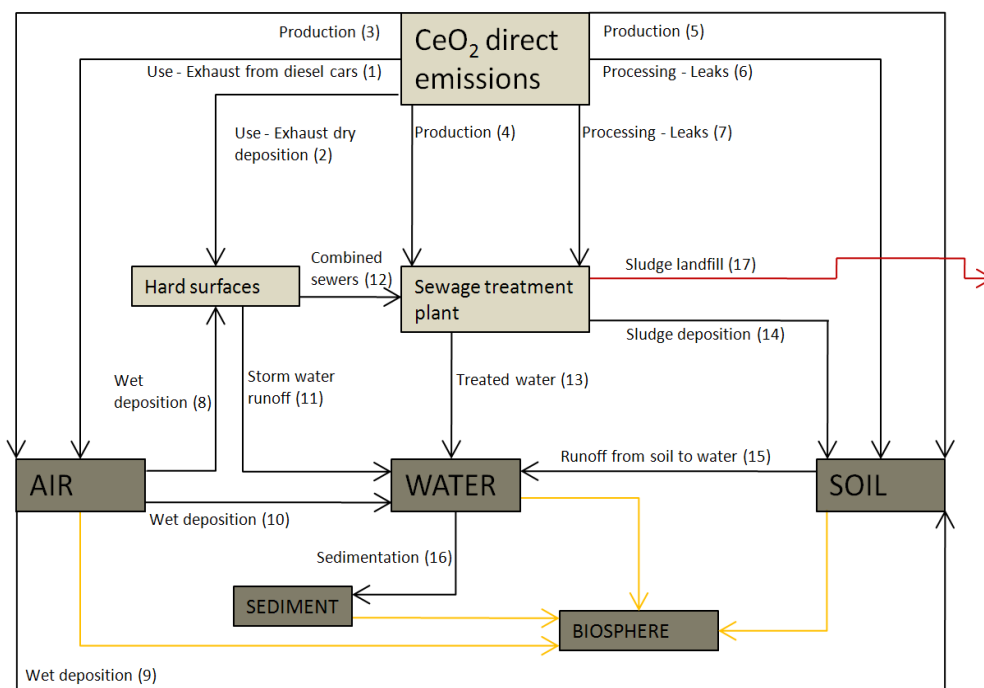 Production (3)
CeO₂ direct
emissions
Production (5)
Use - Exhaust from diesel cars (1)
Processing - Leaks (6)
Use - Exhaust dry
deposition (2)
Production (4)
Processing - Leaks (7)
Combined
sewers (12)
Sludge landfill (17)
Hard surfaces
Sewage treatment
plant
Sludge deposition (14)
Wet
deposition (8)
Storm water
runoff (11)
Treated water (13)
Runoff from soil to water (15)
AIR
WATER
SOIL
Wet deposition (10)
Sedimentation (16)
SEDIMENT
BIOSPHERE
Wet deposition (9)